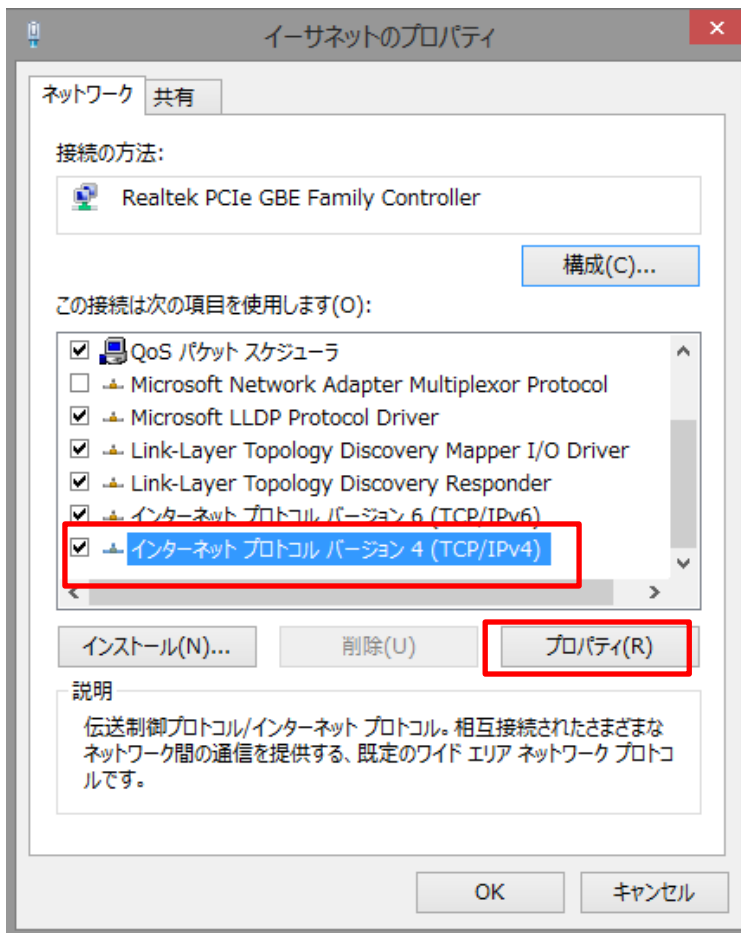 イーサネットのプロパティ
ネットワーク 共有
接続の方法:
Realtek PCIe GBE Family Controller
構成(C)...
この接続は次の項目を使用します(O):
QoS パケット スケジューラ
Microsoft Network Adapter Multiplexor Protocol
Microsoft LLDP Protocol Driver
Link-Layer Topology Discovery Mapper I/O Driver
Link-Layer Topology Discovery Responder
インターネット プロトコル バージョン 6 (TCP/IPv6)
インターネット プロトコル バージョン 4 (TCP/IPv4)
インストール(N)... 削除(U) プロパティ(R)
説明
伝送制御プロトコル/インターネット プロトコル。相互接続されたさまざまな
ネットワーク間の通信を提供する、既定のワイド エリア ネットワーク プロトコ
ルです。
OK キャンセル